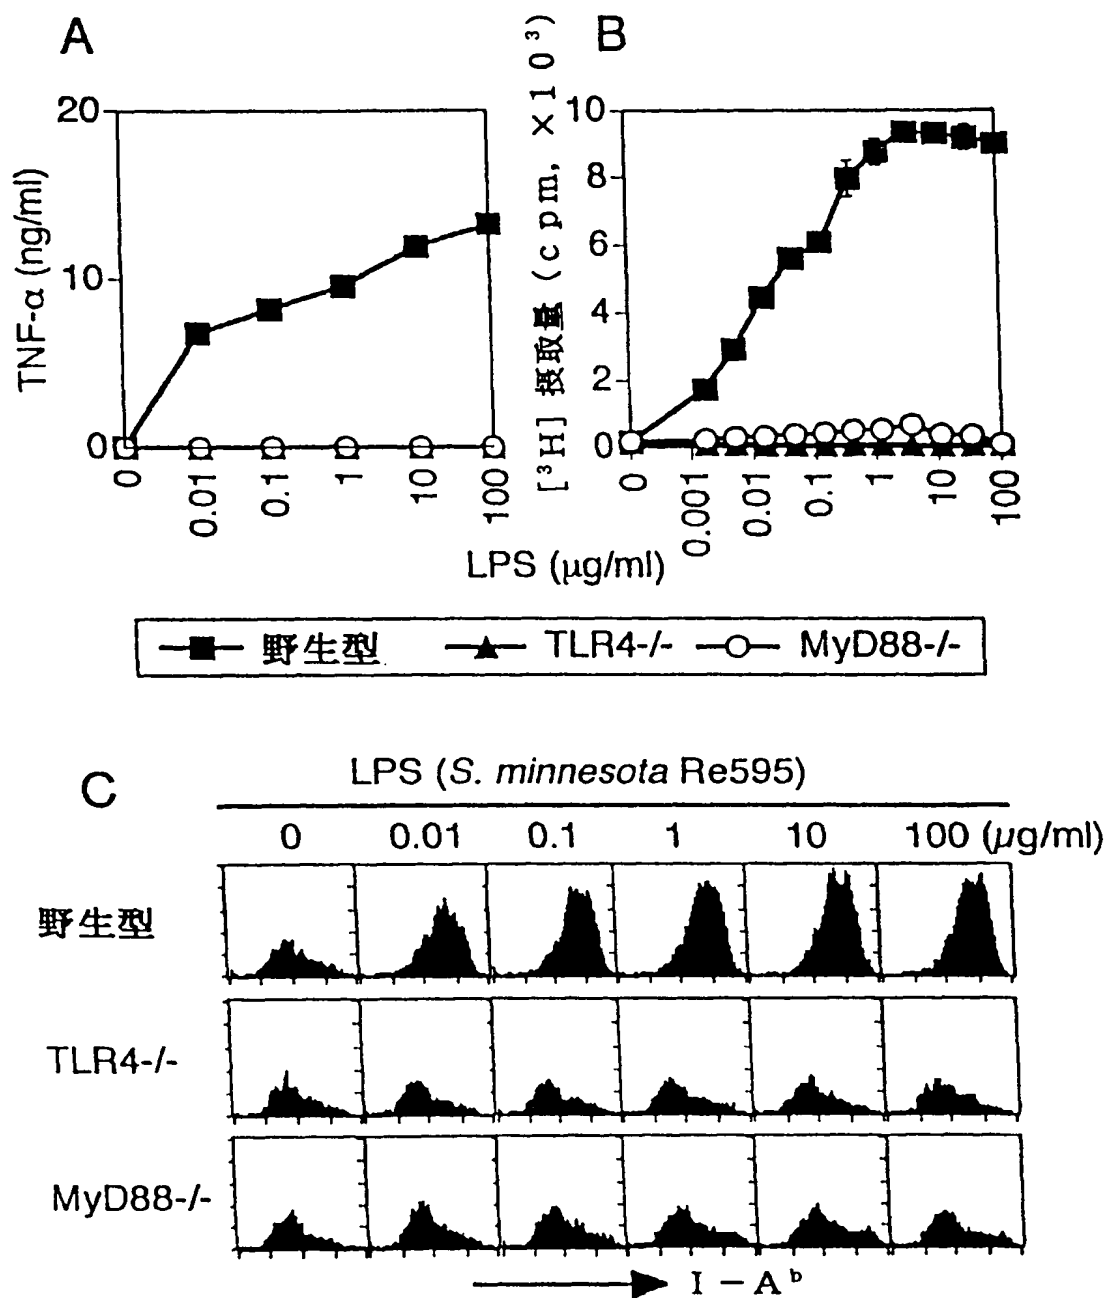 A
TNF-α (ng/ml)
20
10
0
0
0.01
0.1
1
10
100
B
[³H] 摂取量 (cpm, ×10³)
10
8
6
4
2
0
0
0.001
0.01
0.1
1
10
100
LPS (μg/ml)
野生型 TLR4-/- MyD88-/-
C
LPS (S. minnesota Re595)
0 0.01 0.1 1 10 100 (μg/ml)
野生型
TLR4-/-
MyD88-/-
I-Aᵇ